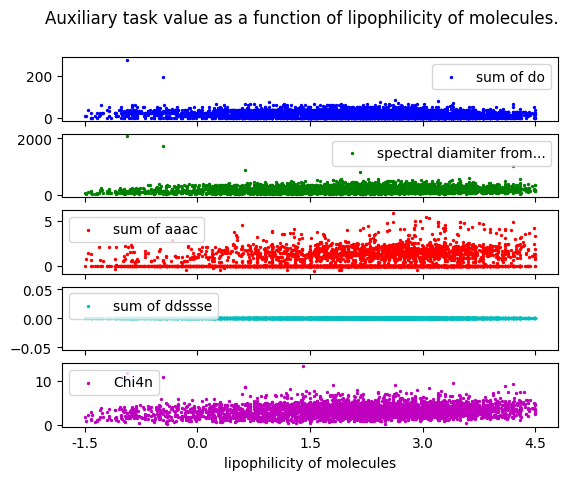 Auxiliary task value as a function of lipophilicity of molecules.
200
0
sum of do
2000
0
spectral diamiter from...
5
0
sum of aaac
0.05
0.00
−0.05
sum of ddssse
10
0
Chi4n
-1.5 0.0 1.5 3.0 4.5
lipophilicity of molecules